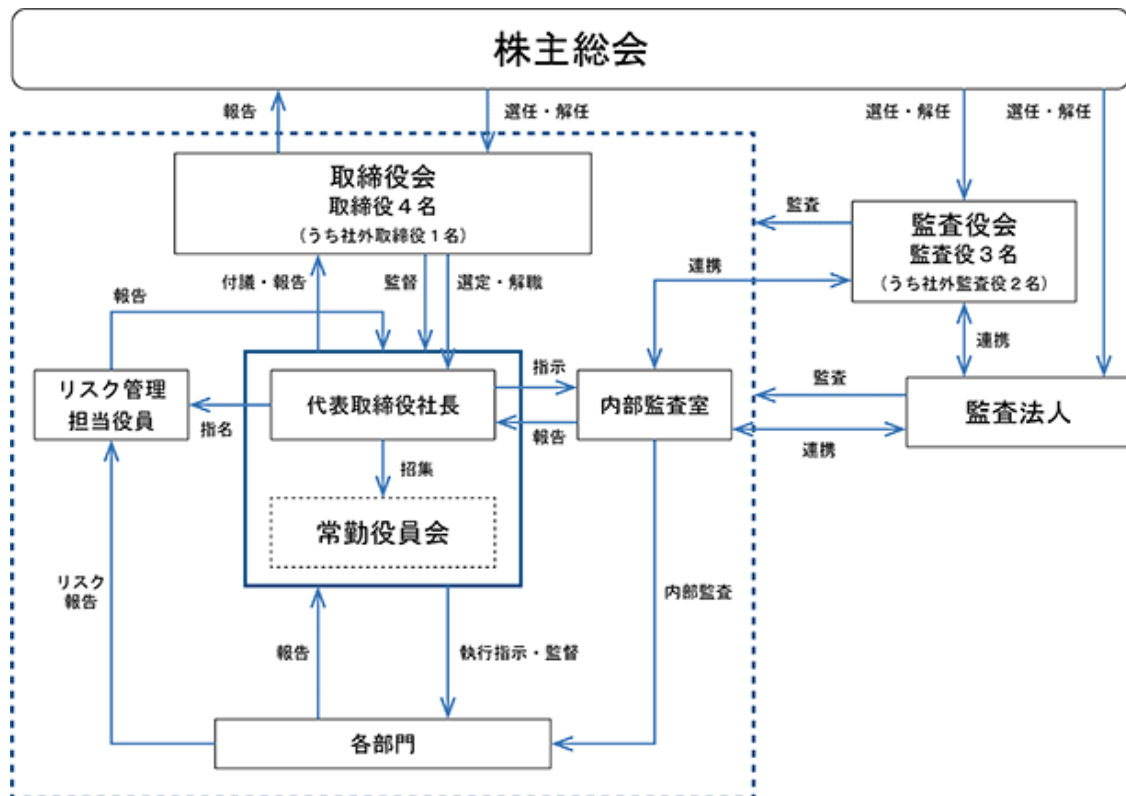 株主総会
報告
選任・解任
選任・解任
選任・解任
取締役会
取締役4名
(うち社外取締役1名)
監査
監査役会
監査役3名
(うち社外監査役2名)
連携
付議・報告
監督
選定・解職
報告
連携
リスク管理
担当役員
指名
代表取締役社長
指示
報告
内部監査室
監査
連携
監査法人
招集
常勤役員会
リスク
報告
内部監査
報告
執行指示・監督
各部門